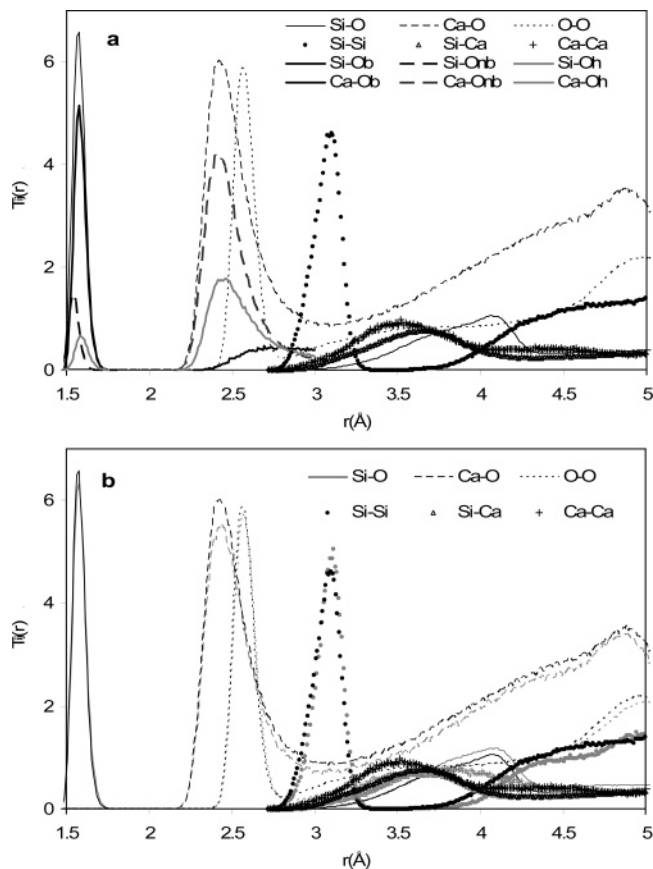 a
Si-O Ca-O O-O
Si-Si Si-Ca Ca-Ca
Si-Ob Si-Onb Si-Oh
Ca-Ob Ca-Onb Ca-Oh
6
4
2
0
Ti(r)
1.5 2 2.5 3 3.5 4 4.5 5
r(Å)
b
Si-O Ca-O O-O
Si-Si Si-Ca Ca-Ca
6
4
2
0
Ti(r)
1.5 2 2.5 3 3.5 4 4.5 5
r(Å)